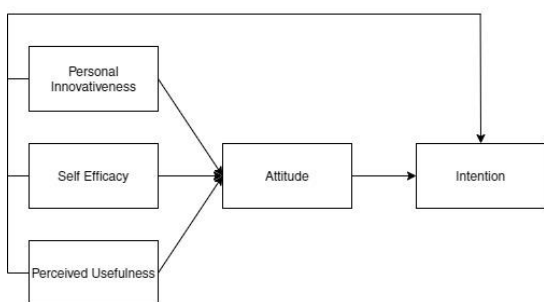 Personal
Innovativeness
Self Efficacy
Attitude
Intention
Perceived Usefulness